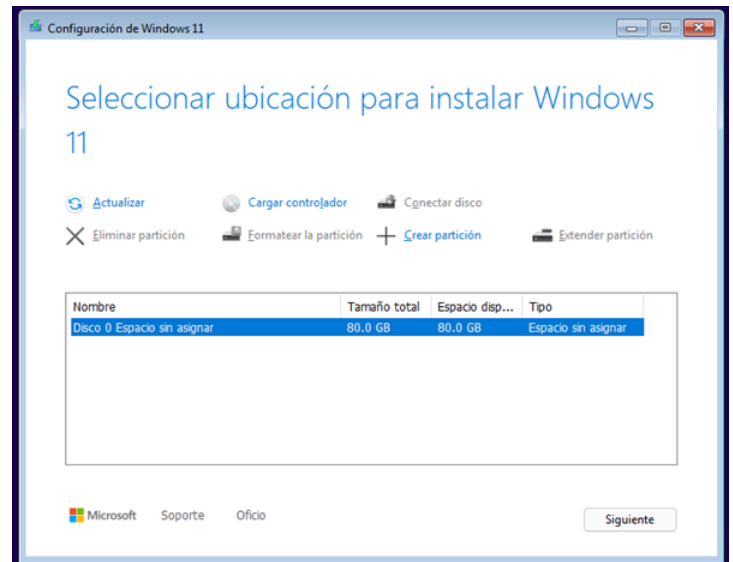 Configuración de Windows 11
Seleccionar ubicación para instalar Windows
11
Actualizar Cargar controlador Conectar disco
Eliminar partición Formatear la partición Crear partición Extender partición
Nombre Tamaño total Espacio disp... Tipo
Disco 0 Espacio sin asignar 80.0 GB 80.0 GB Espacio sin asignar
Microsoft Soporte Oficio Siguiente